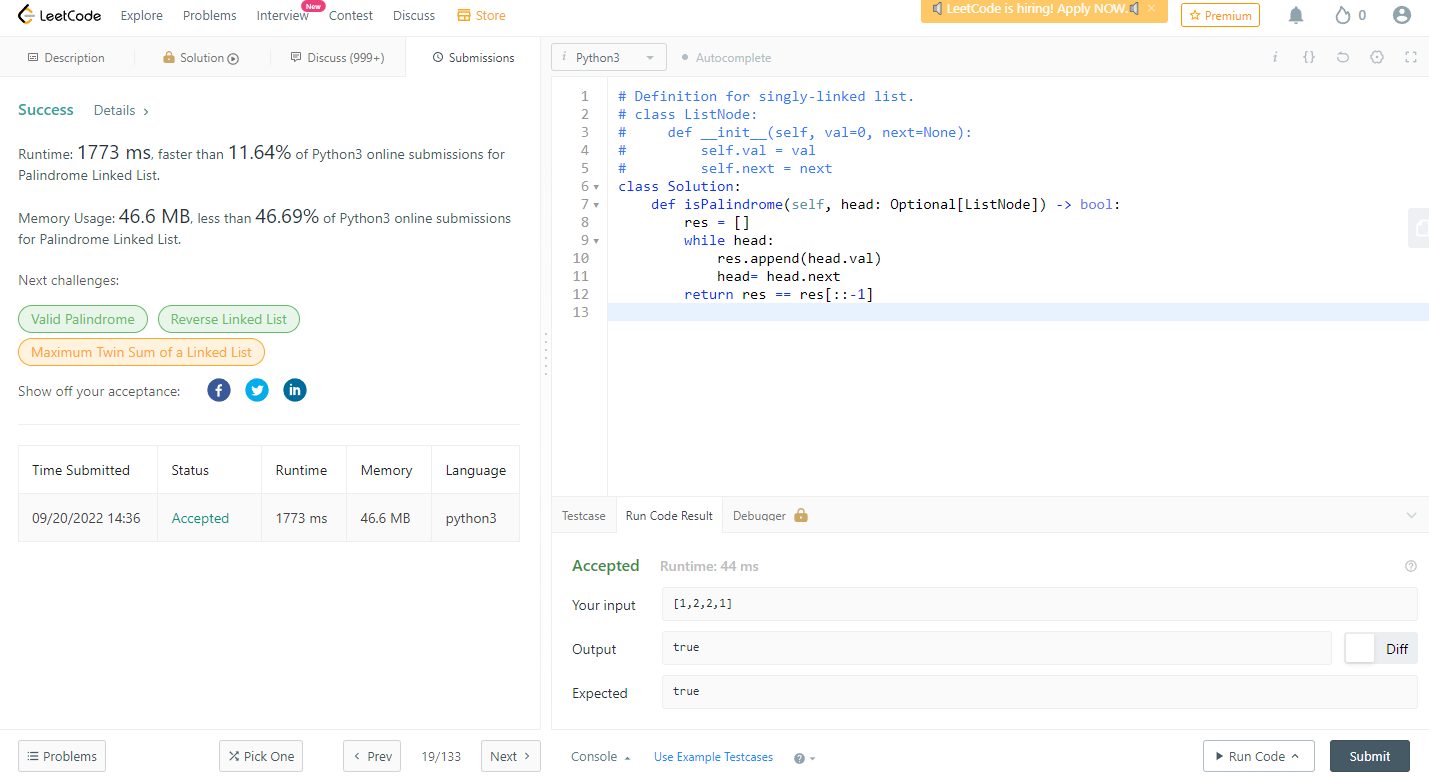 LeetCode Explore Problems Interview New Contest Discuss Store LeetCode is hiring! Apply NOW. Premium 0
Description Solution Discuss (999+) Submissions
Success Details
Runtime: 1773 ms, faster than 11.64% of Python3 online submissions for
Palindrome Linked List.
Memory Usage: 46.6 MB, less than 46.69% of Python3 online submissions
for Palindrome Linked List.
Next challenges:
Valid Palindrome Reverse Linked List
Maximum Twin Sum of a Linked List
Show off your acceptance:
Time Submitted Status Runtime Memory Language
09/20/2022 14:36 Accepted 1773 ms 46.6 MB python3
Problems Pick One Prev 19/133 Next
i Python3 Autocomplete i {}
1 # Definition for singly-linked list.
2 # class ListNode:
3 #     def __init__(self, val=0, next=None):
4 #         self.val = val
5 #         self.next = next
6 class Solution:
7     def isPalindrome(self, head: Optional[ListNode]) -> bool:
8         res = []
9         while head:
10             res.append(head.val)
11             head= head.next
12         return res == res[::-1]
13
Testcase Run Code Result Debugger
Accepted Runtime: 44 ms
Your input [1,2,2,1]
Output true Diff
Expected true
Console Use Example Testcases Run Code Submit